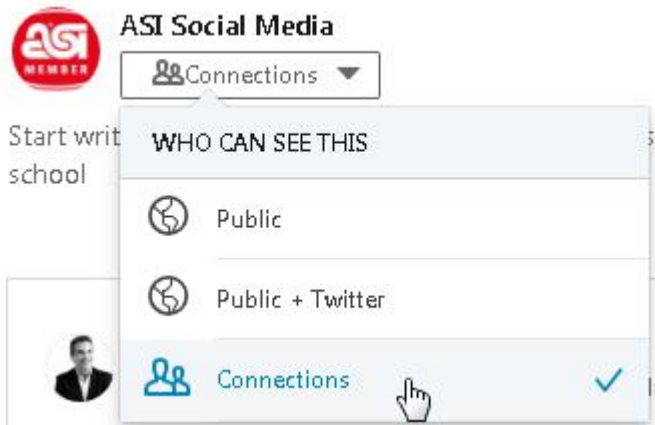 ASI Social Media
asi
MEMBER
Connections
Start writ s
school
WHO CAN SEE THIS
Public
Public + Twitter
Connections